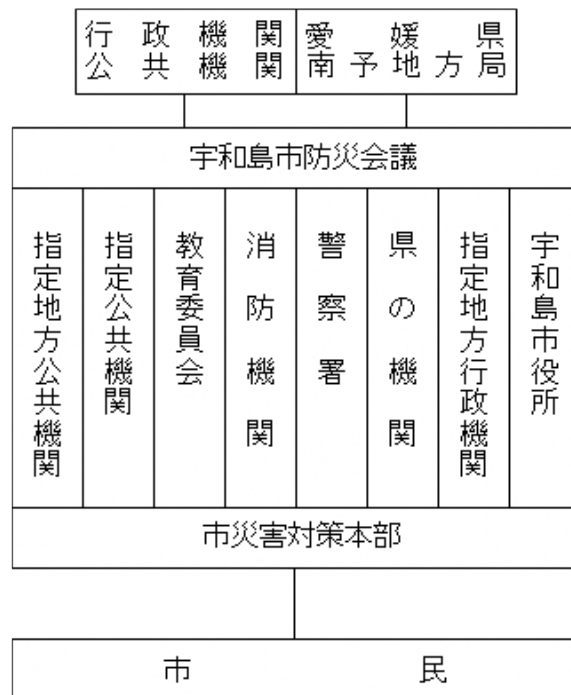 行政機関
公共機関
愛媛県
南予地方局
宇和島市防災会議
指定地方公共機関
指定公共機関
教育委員会
消防機関
警察署
県の機関
指定地方行政機関
宇和島市役所
市災害対策本部
市民